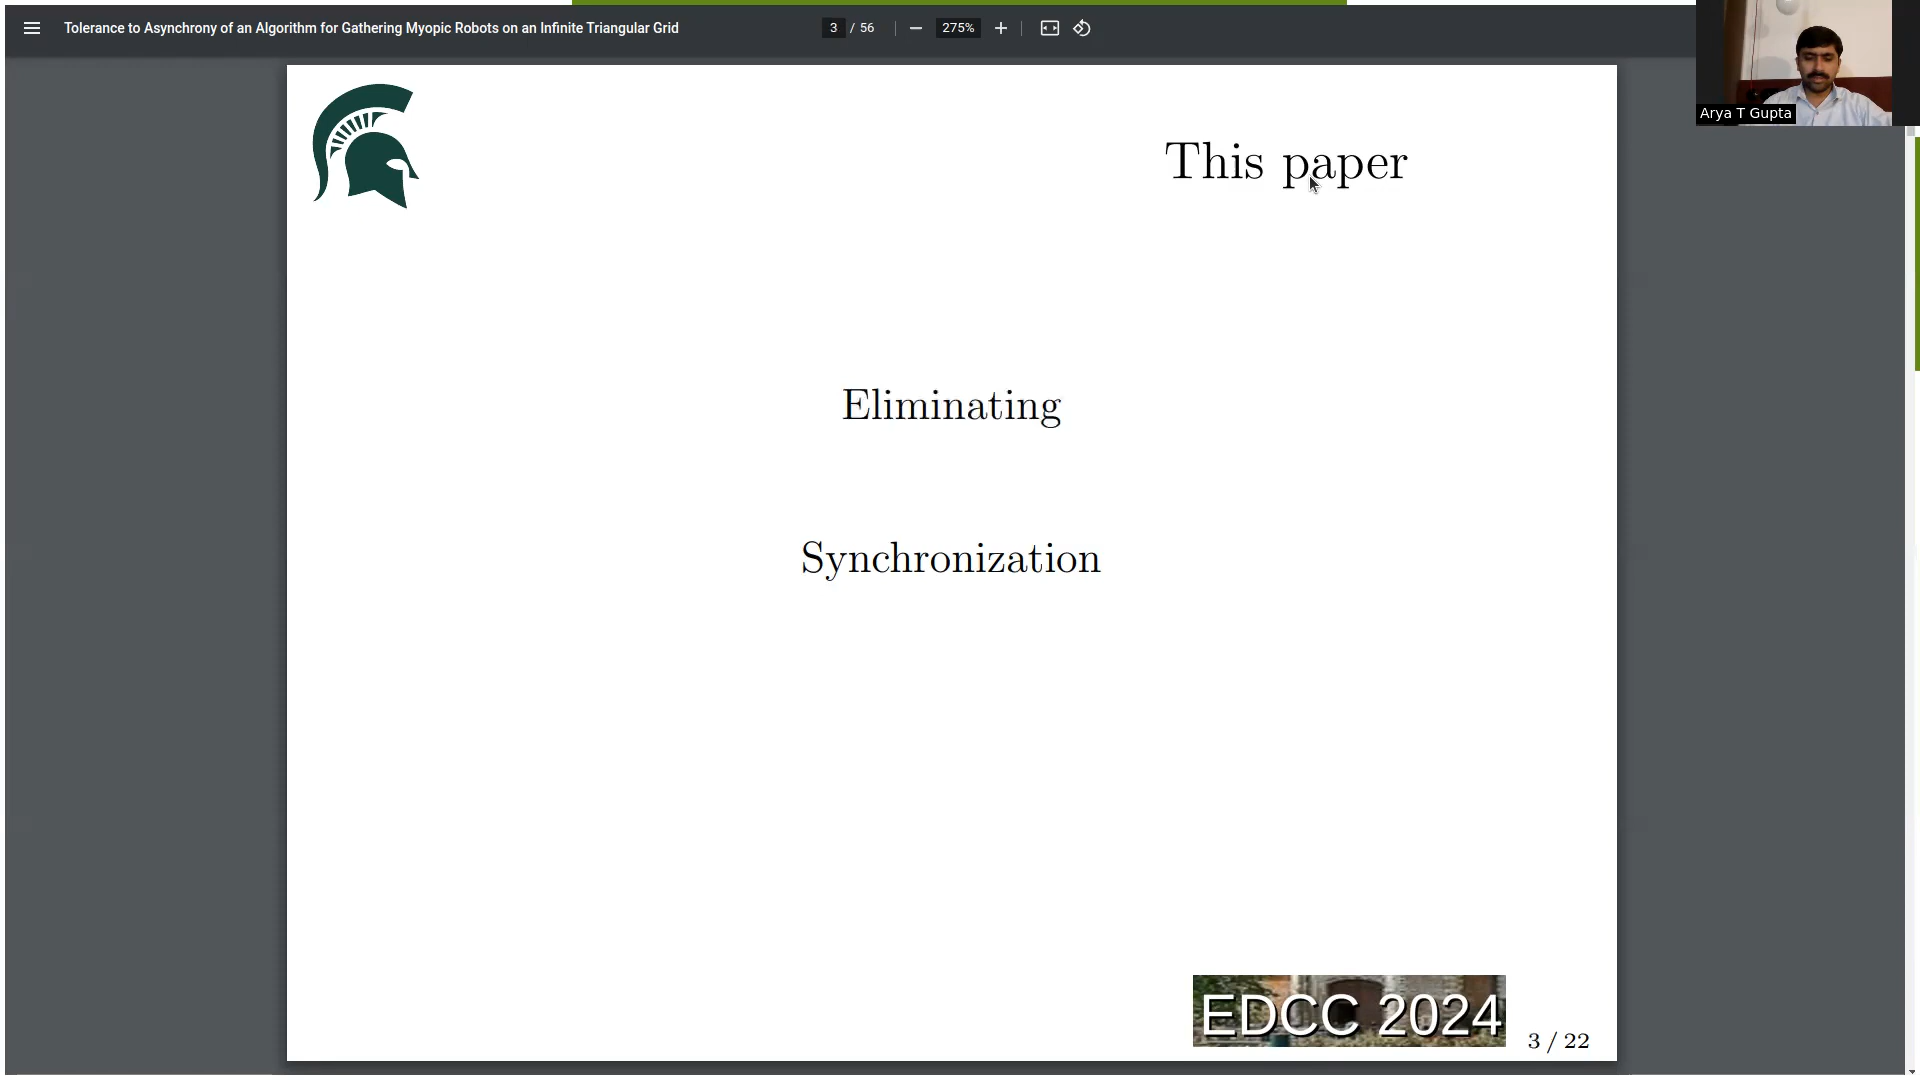 Tolerance to Asynchrony of an Algorithm for Gathering Myopic Robots on an Infinite Triangular Grid
3 / 56
275%
Arya T Gupta
This paper
Eliminating
Synchronization
EDCC 2024
3 / 22